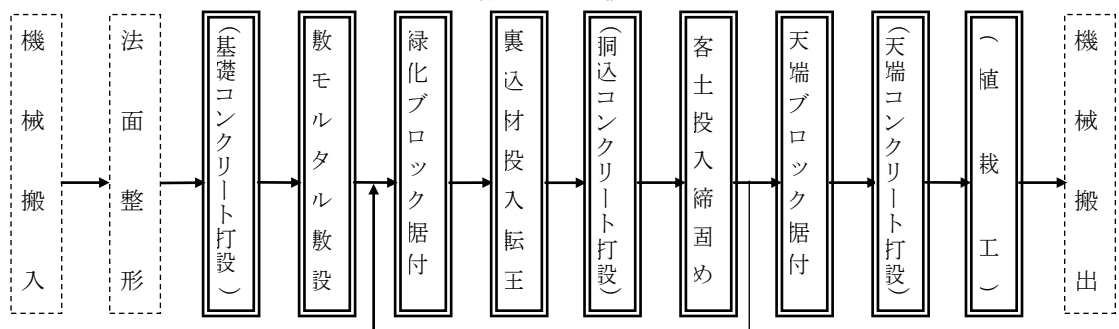 機械搬入
法面整形
（基礎コンクリート打設）
敷モルタル敷設
緑化ブロック据付
裏込材投入転圧
（胴込コンクリート打設）
客土投入締固め
天端ブロック据付
（天端コンクリート打設）
（植栽工）
機械搬出